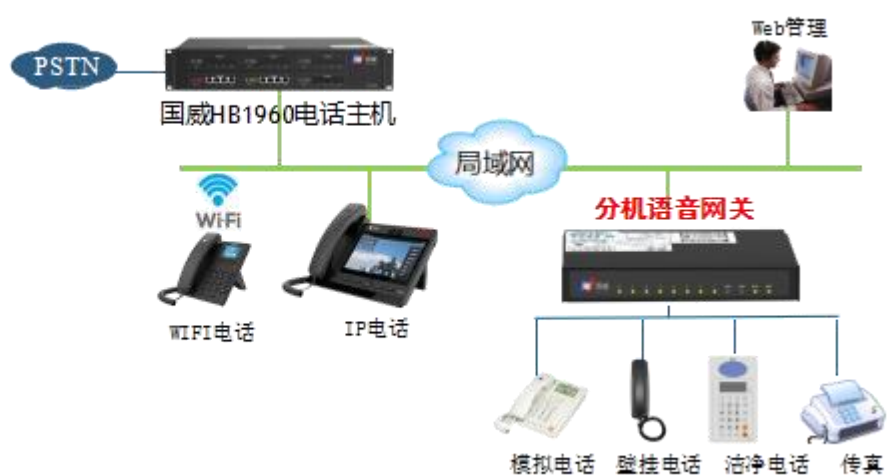 Web管理
PSTN
国威HB1960电话主机
局域网
WiFi
分机语音网关
WIFI电话
IP电话
模拟电话
壁挂电话
洁净电话
传真